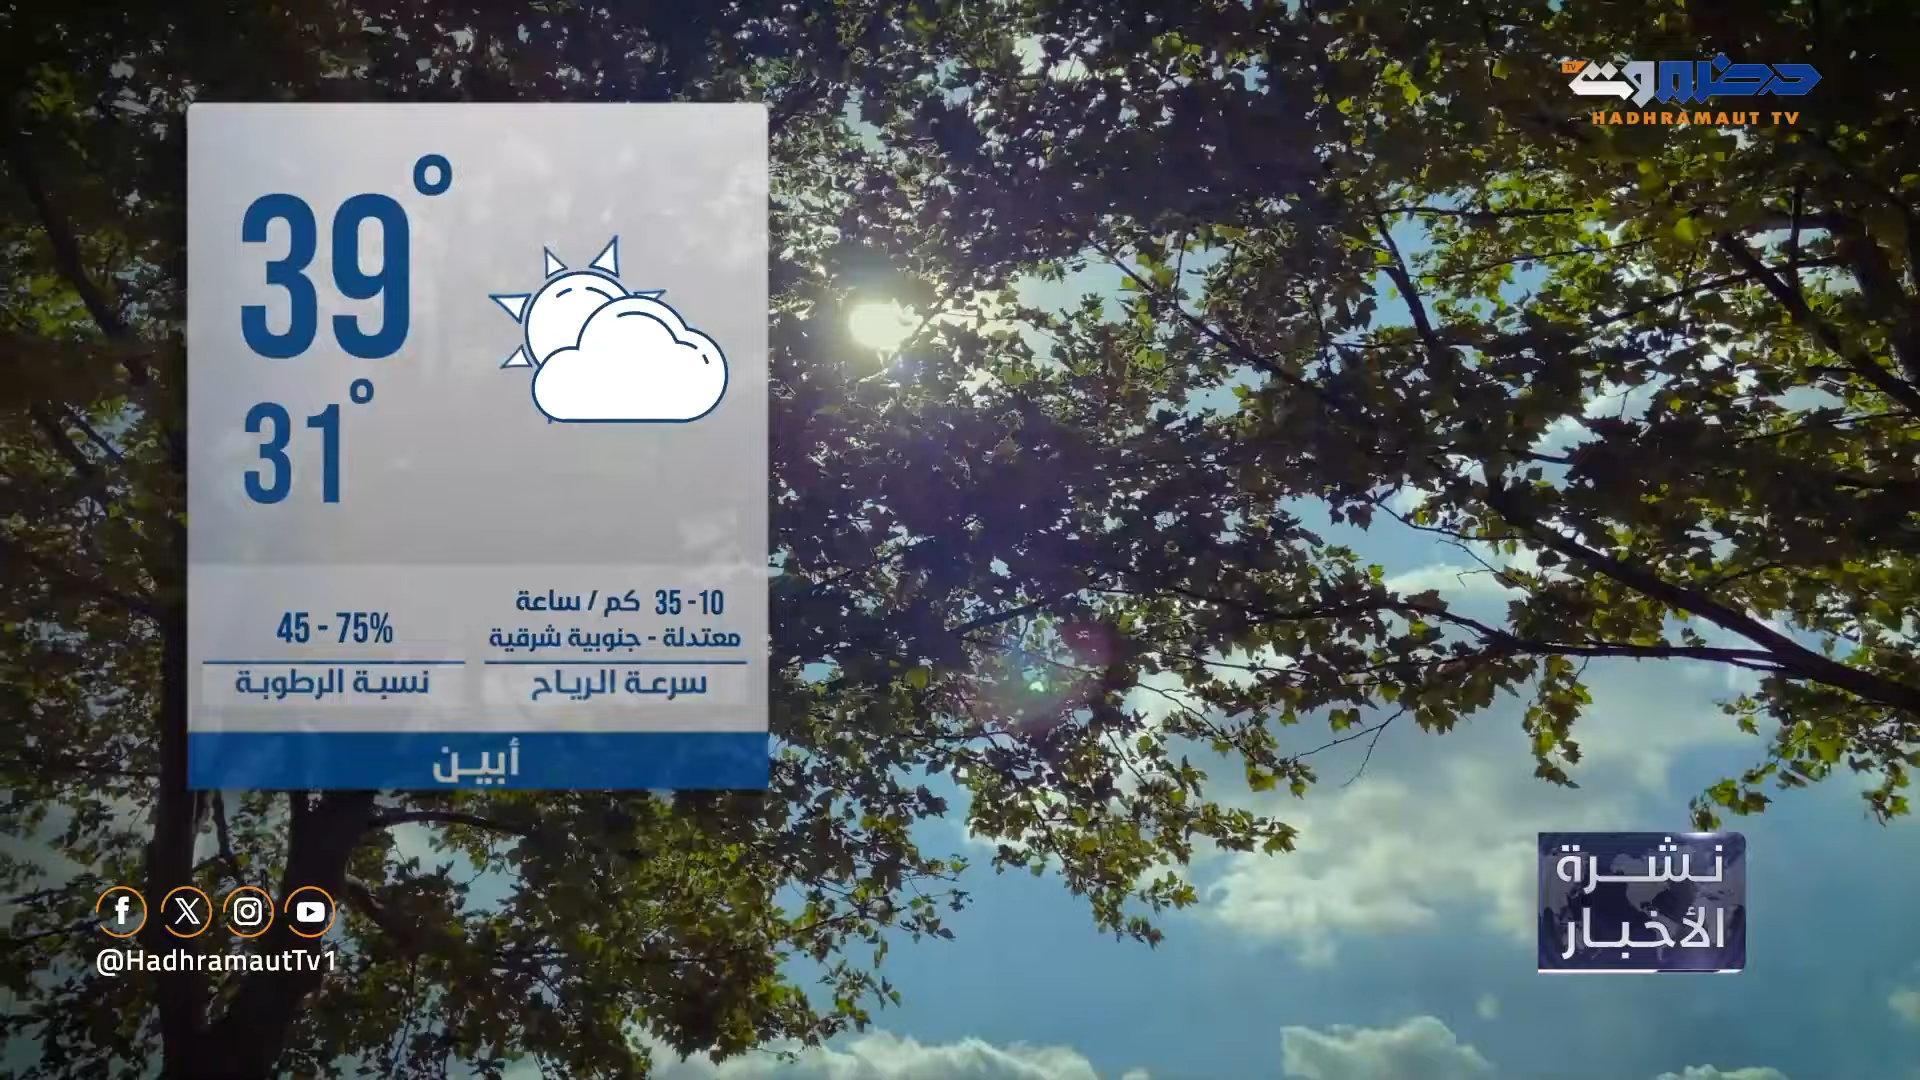 حضرموت
TV
HADHRAMAUT TV
39°
31°
10-35 كم / ساعة
معتدلة - جنوبية شرقية
سرعة الرياح
45 - 75%
نسبة الرطوبة
أبين
نشرة
الأخبار
@HadhramautTv1